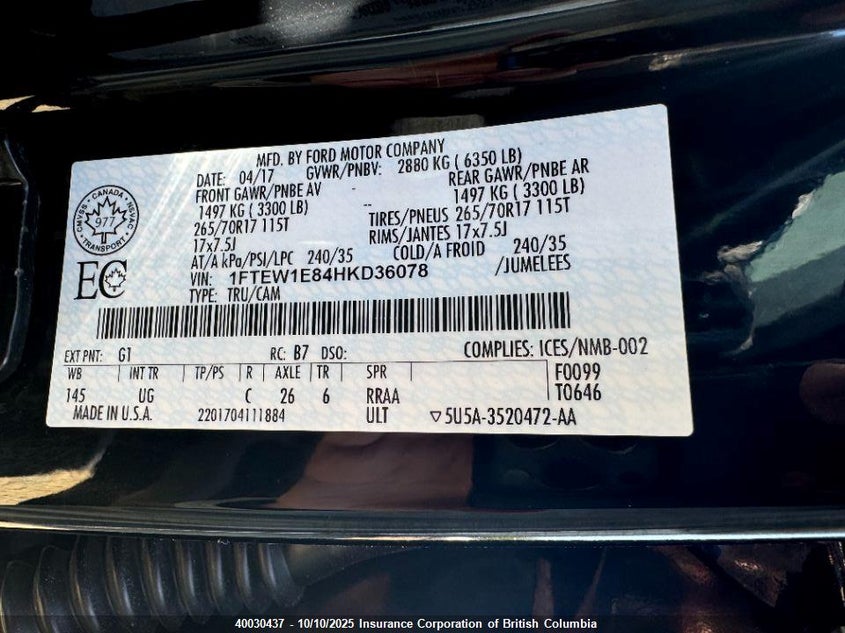 MFD. BY FORD MOTOR COMPANY
DATE: 04/17 GVWR/PNBV: 2880 KG ( 6350 LB)
FRONT GAWR/PNBE AV REAR GAWR/PNBE AR
1497 KG ( 3300 LB) -- 1497 KG ( 3300 LB)
265/70R17 115T TIRES/PNEUS 265/70R17 115T
17x7.5J RIMS/JANTES 17x7.5J
AT/A kPa/PSI/LPC 240/35 COLD/A FROID 240/35
VIN: 1FTEW1E84HKD36078 /JUMELEES
TYPE: TRU/CAM
CANADA
CMVSS NSVAC
977
TRANSPORT
EC
EXT PNT: G1 RC: B7 DSO: COMPLIES: ICES/NMB-002
WB INT TR TP/PS R AXLE TR SPR F0099
145 UG C 26 6 RRAA T0646
MADE IN U.S.A. 2201704111884 ULT ▽5U5A-3520472-AA
40030437 - 10/10/2025 Insurance Corporation of British Columbia